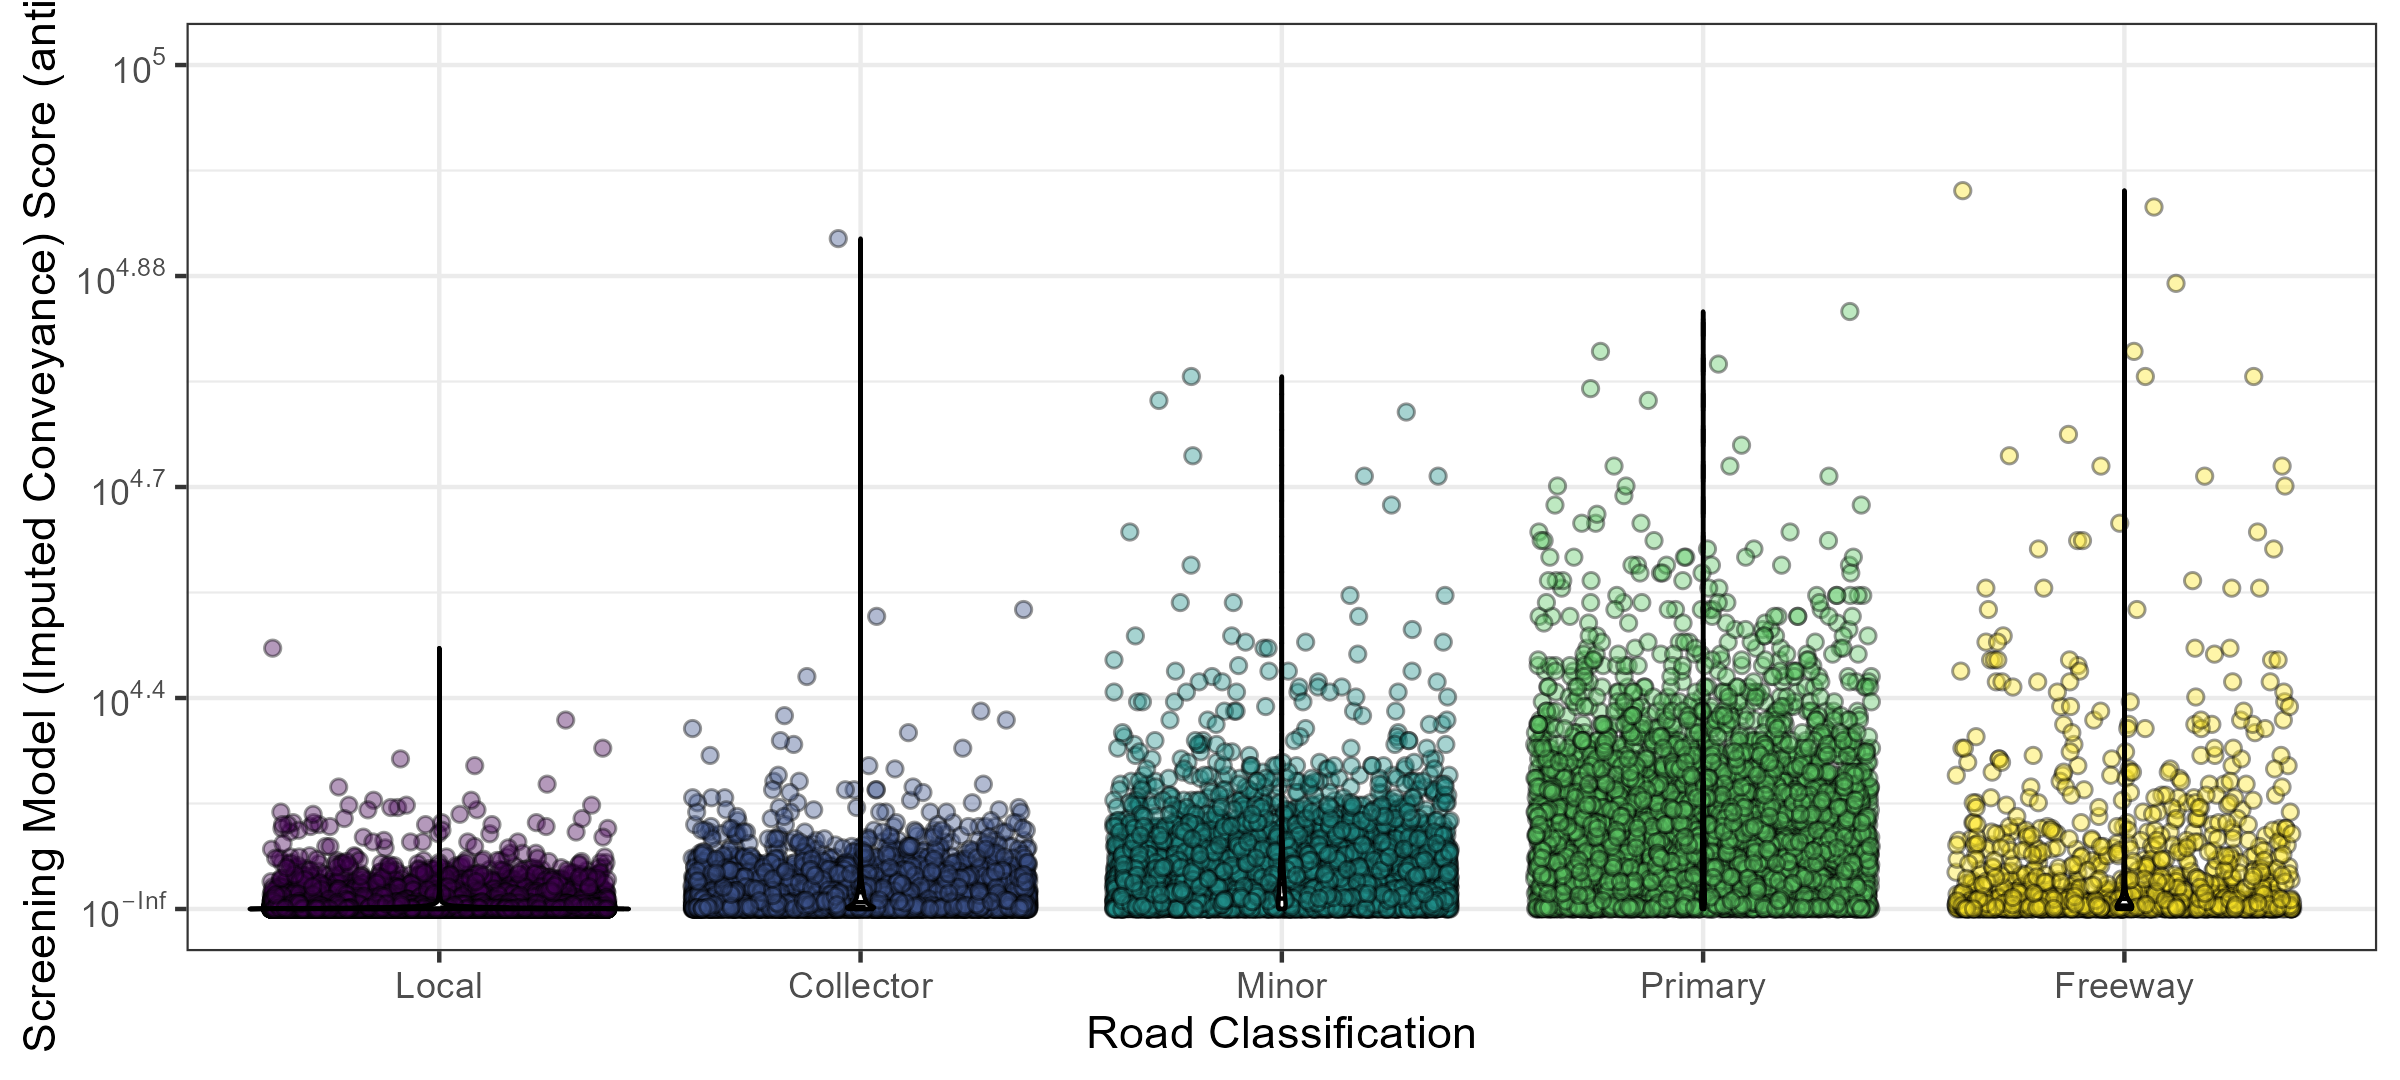 Screening Model (Imputed Conveyance) Score (anti
10^5
10^4.88
10^4.7
10^4.4
10^−Inf
Local Collector Minor Primary Freeway
Road Classification